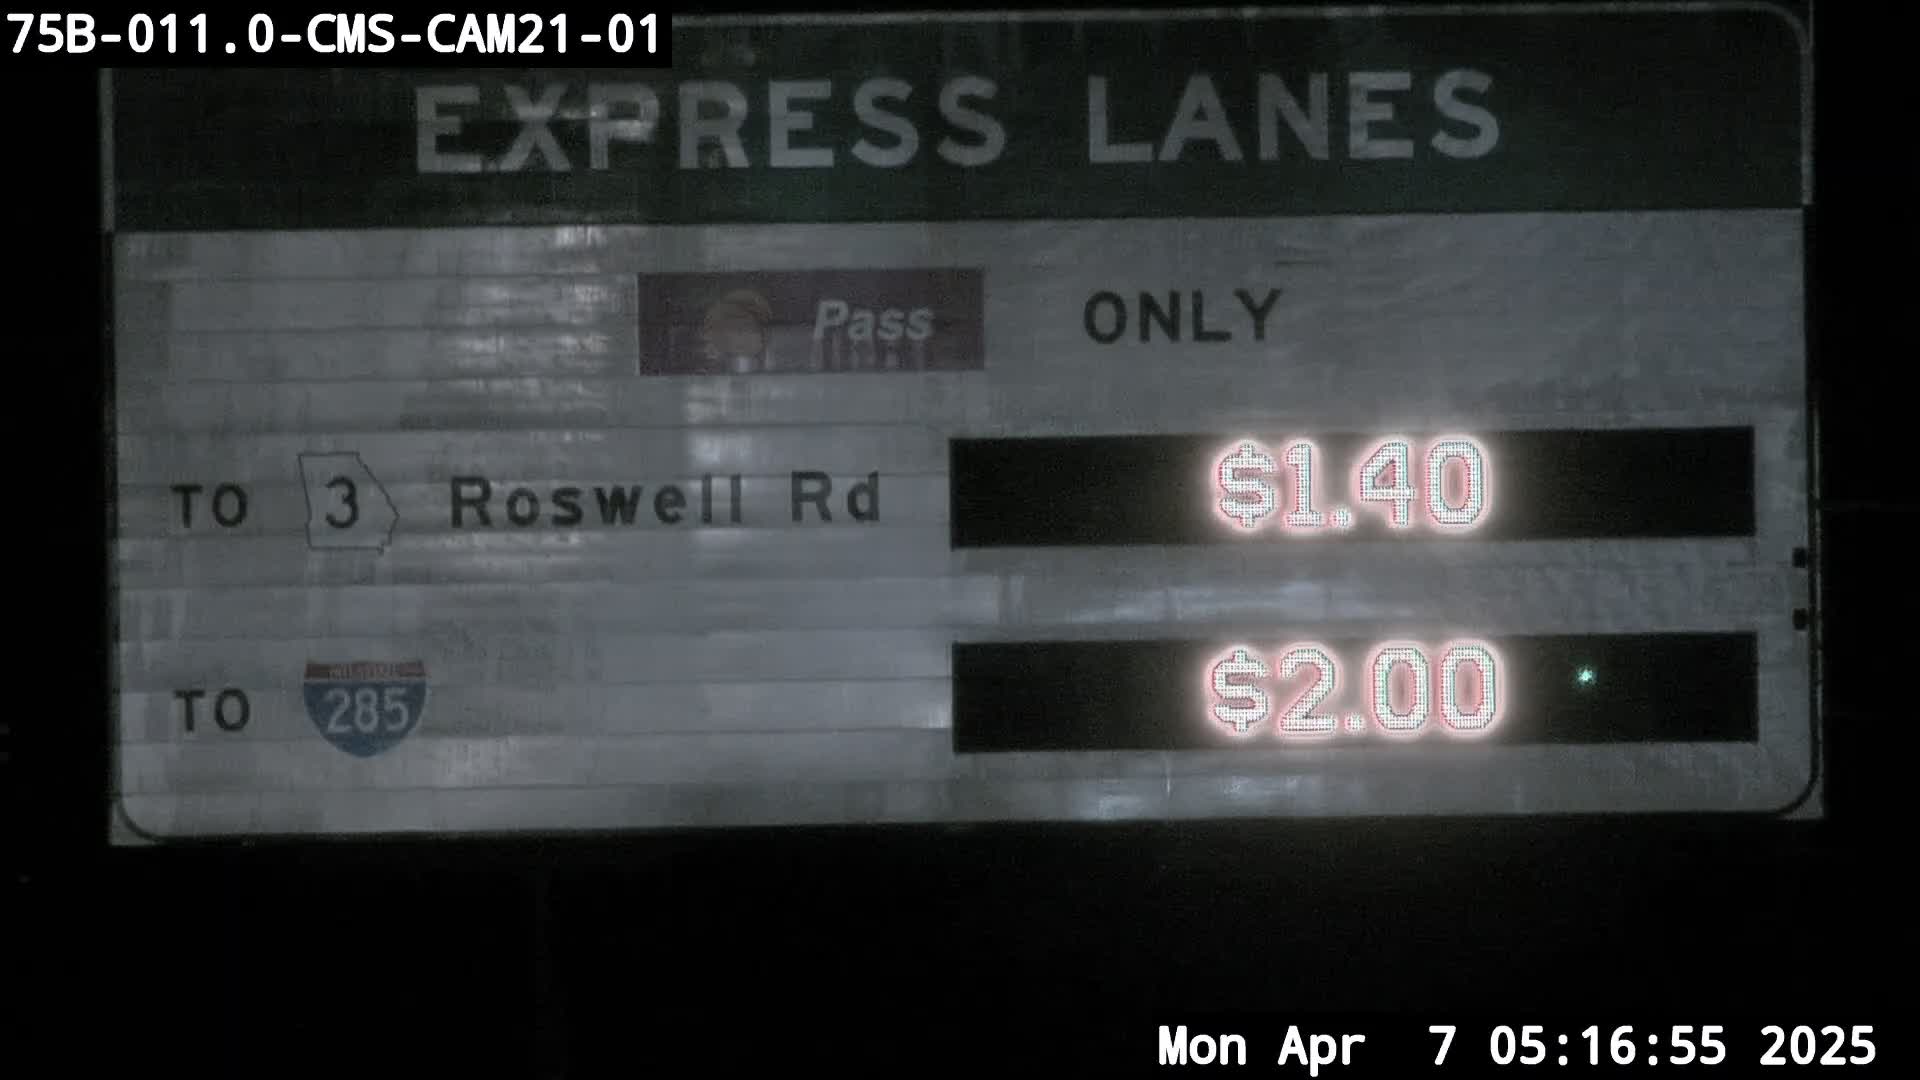 75B-011.0-CMS-CAM21-01
EXPRESS LANES
Pass ONLY
TO 3 Roswell Rd $1.40
TO INTERSTATE 285 $2.00
Mon Apr 7 05:16:55 2025